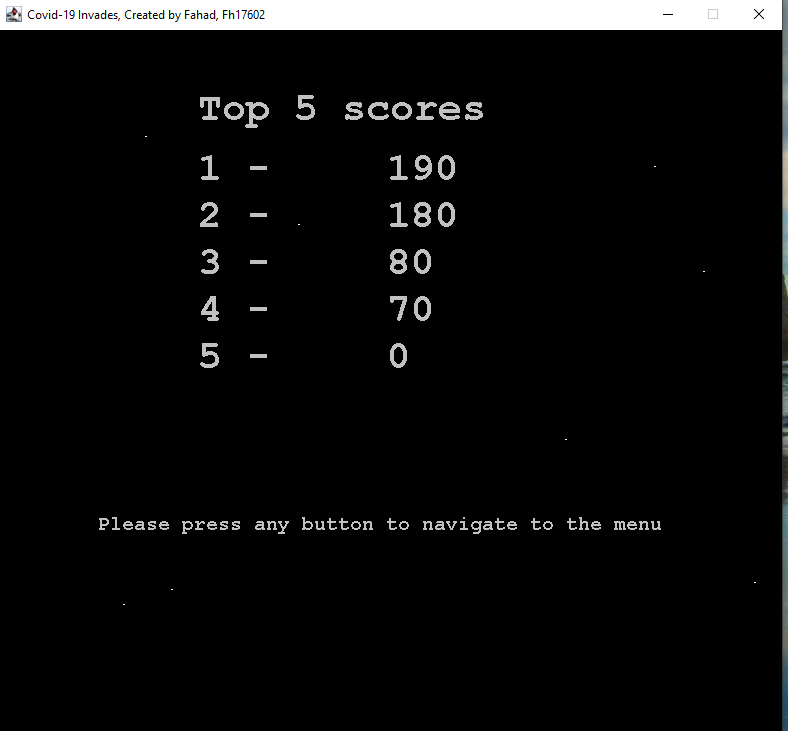 Covid-19 Invades, Created by Fahad, Fh17602
Top 5 scores
1 - 190
2 - 180
3 - 80
4 - 70
5 - 0
Please press any button to navigate to the menu